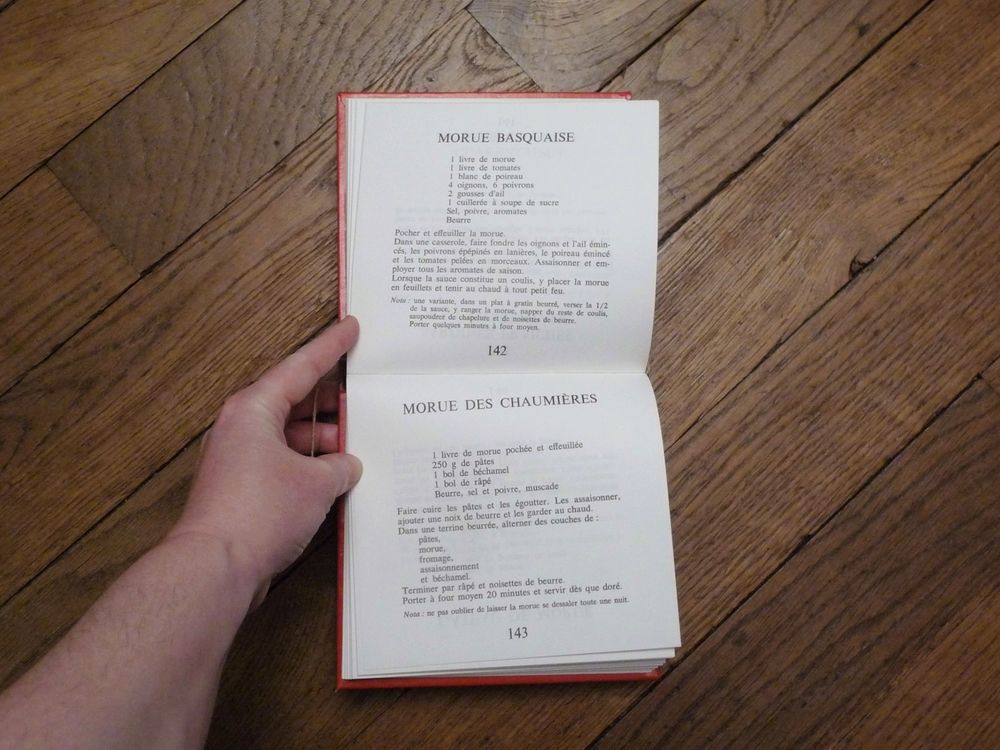 MORUE BASQUAISE
1 livre de morue
1 livre de tomates
1 blanc de poireau
4 oignons, 6 poivrons
2 gousses d'ail
1 cuillerée à soupe de sucre
Sel, poivre, aromates
Beurre
Pocher et effeuiller la morue.
Dans une casserole, faire fondre les oignons et l'ail émin-
cés, les poivrons épépinés en lanières, le poireau émincé
et les tomates pelées en morceaux. Assaisonner et em-
ployer tous les aromates de saison.
Lorsque la sauce constitue un coulis, y placer la morue
en feuillets et tenir au chaud à tout petit feu.
Nota : une variante, dans un plat à gratin beurré, verser la 1/2
de la sauce, y ranger la morue, napper du reste de coulis,
saupoudrer de chapelure et de noisettes de beurre.
Porter quelques minutes à four moyen.
142
MORUE DES CHAUMIÈRES
1 livre de morue pochée et effeuillée
250 g de pâtes
1 bol de béchamel
1 bol de râpé
Beurre, sel et poivre, muscade
Faire cuire les pâtes et les égoutter. Les assaisonner,
ajouter une noix de beurre et les garder au chaud.
Dans une terrine beurrée, alterner des couches de :
pâtes,
morue,
fromage,
assaisonnement
et béchamel.
Terminer par râpé et noisettes de beurre.
Porter à four moyen 20 minutes et servir dès que doré.
Nota : ne pas oublier de laisser la morue se dessaler toute une nuit.
143